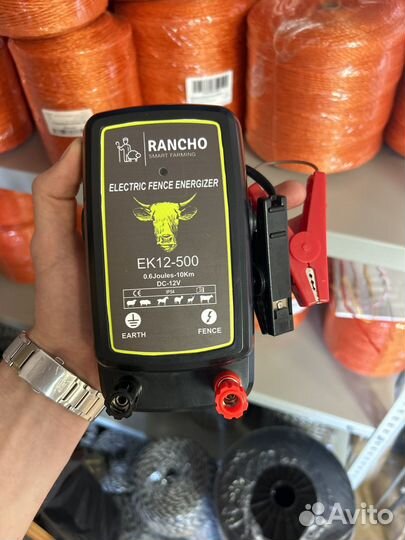 RANCHO
SMART FARMING
ELECTRIC FENCE ENERGIZER
EK12-500
0.6Joules-10Km
DC-12V
IP54
EARTH
FENCE
Avito